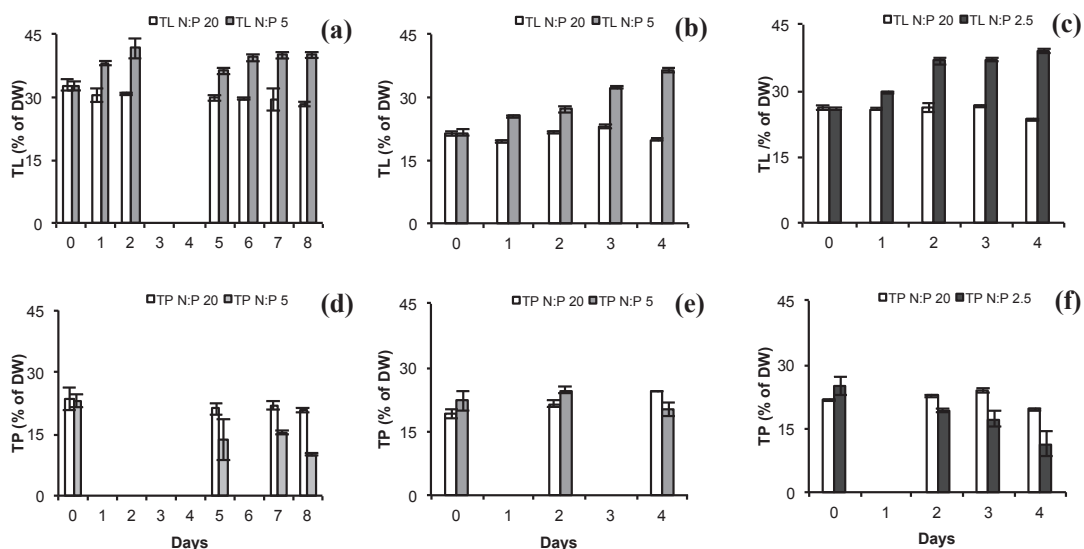 TL N:P 20 TL N:P 5
(a)
45
30
15
0
TL (% of DW)
0 1 2 3 4 5 6 7 8
TL N:P 20 TL N:P 5
(b)
45
30
15
0
TL (% of DW)
0 1 2 3 4
TL N:P 20 TL N:P 2.5
(c)
45
30
15
0
TL /% of DW)
0 1 2 3 4
TP N:P 20 TP N:P 5
(d)
45
30
15
0
TP (% of DW)
0 1 2 3 4 5 6 7 8
Days
TP N:P 20 TP N:P 5
(e)
45
30
15
0
TP (% of DW)
0 1 2 3 4
Days
TP N:P 20 TP N:P 2.5
(f)
45
30
15
0
TP (% of DW)
0 1 2 3 4
Days